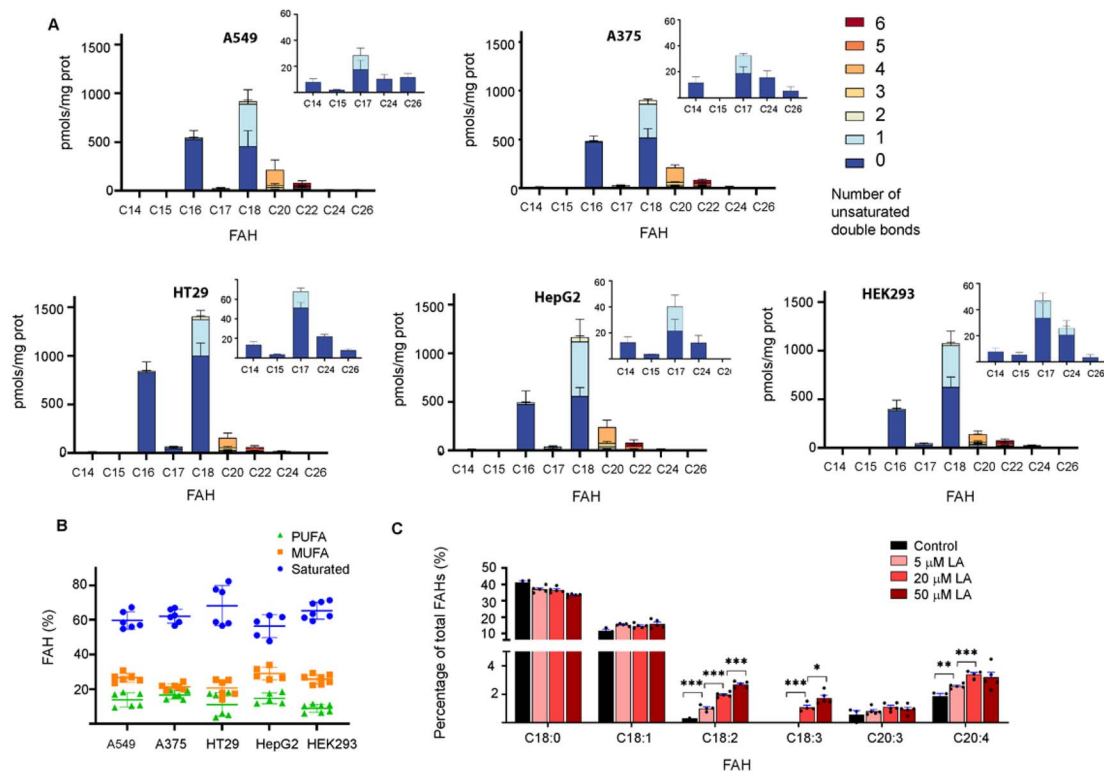 A
A549
pmols/mg prot
1500
1000
500
0
C14 C15 C16 C17 C18 C20 C22 C24 C26
FAH
60
40
20
C14 C15 C17 C24 C26
A375
pmols/mg prot
1500
1000
500
0
C14 C15 C16 C17 C18 C20 C22 C24 C26
FAH
60
40
20
C14 C15 C17 C24 C26
6
5
4
3
2
1
0
Number of
unsaturated
double bonds
HT29
pmols/mg prot
1500
1000
500
0
C14 C15 C16 C17 C18 C20 C22 C24 C26
FAH
80
60
40
20
C14 C15 C17 C24 C26
HepG2
1500
1000
500
0
C14 C15 C16 C17 C18 C20 C22 C24 C26
FAH
60
40
20
C14 C15 C17 C24
HEK293
1500
1000
500
0
C14 C15 C16 C17 C18 C20 C22 C24 C26
FAH
60
40
20
C14 C15 C17 C24 C26
B
PUFA
MUFA
Saturated
FAH (%)
80
60
40
20
0
A549 A375 HT29 HepG2 HEK293
C
Control
5 μM LA
20 μM LA
50 μM LA
Percentage of total FAHs (%)
50
40
30
20
10
4
2
*** *** ***
*** *
** ***
C18:0 C18:1 C18:2 C18:3 C20:3 C20:4
FAH